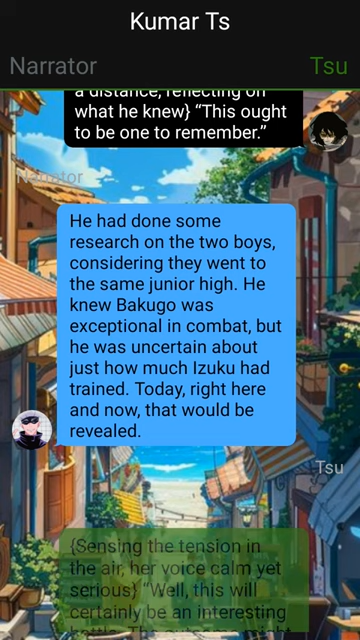 Kumar Ts
Narrator
Tsu
a distance, reflecting on
what he knew} “This ought
to be one to remember.”
Narrator
He had done some
research on the two boys,
considering they went to
the same junior high. He
knew Bakugo was
exceptional in combat, but
he was uncertain about
just how much Izuku had
trained. Today, right here
and now, that would be
revealed.
Tsu
{Sensing the tension in
the air, her voice calm yet
serious} “Well, this will
certainly be an interesting